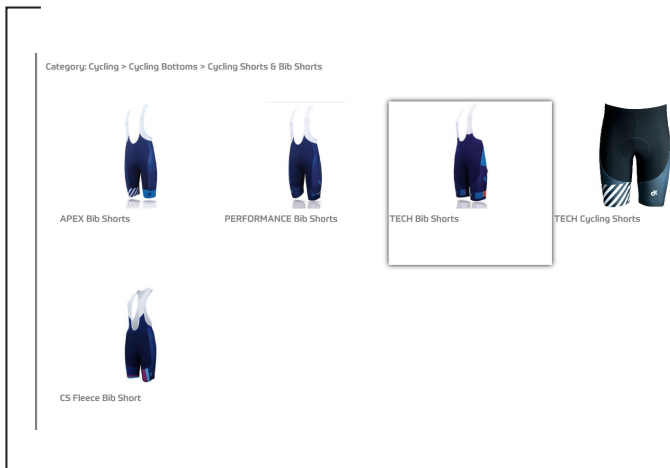 Category: Cycling > Cycling Bottoms > Cycling Shorts & Bib Shorts
APEX Bib Shorts
PERFORMANCE Bib Shorts
TECH Bib Shorts
TECH Cycling Shorts
CS Fleece Bib Short